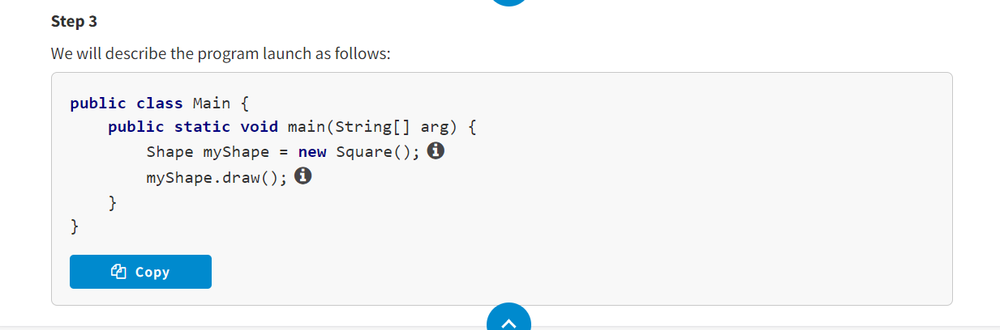 Step 3
We will describe the program launch as follows:
public class Main {
    public static void main(String[] arg) {
        Shape myShape = new Square();
        myShape.draw();
    }
}
Copy